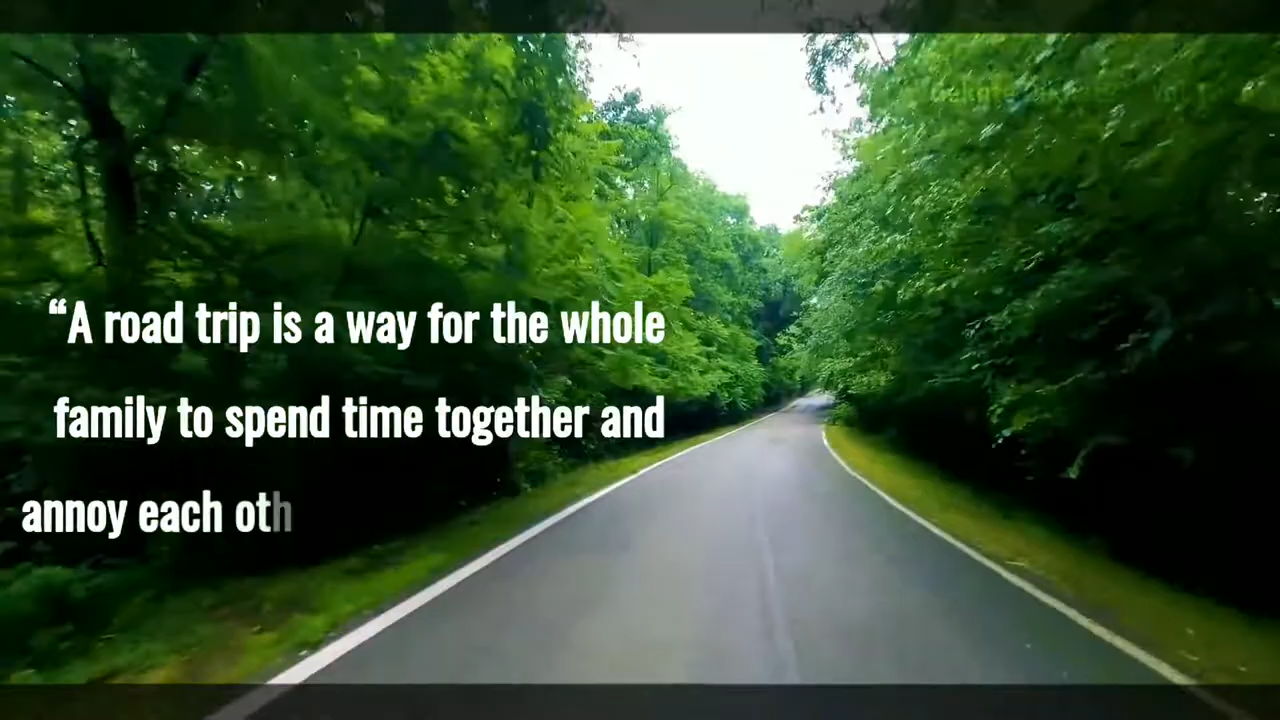 “A road trip is a way for the whole
family to spend time together and
annoy each oth